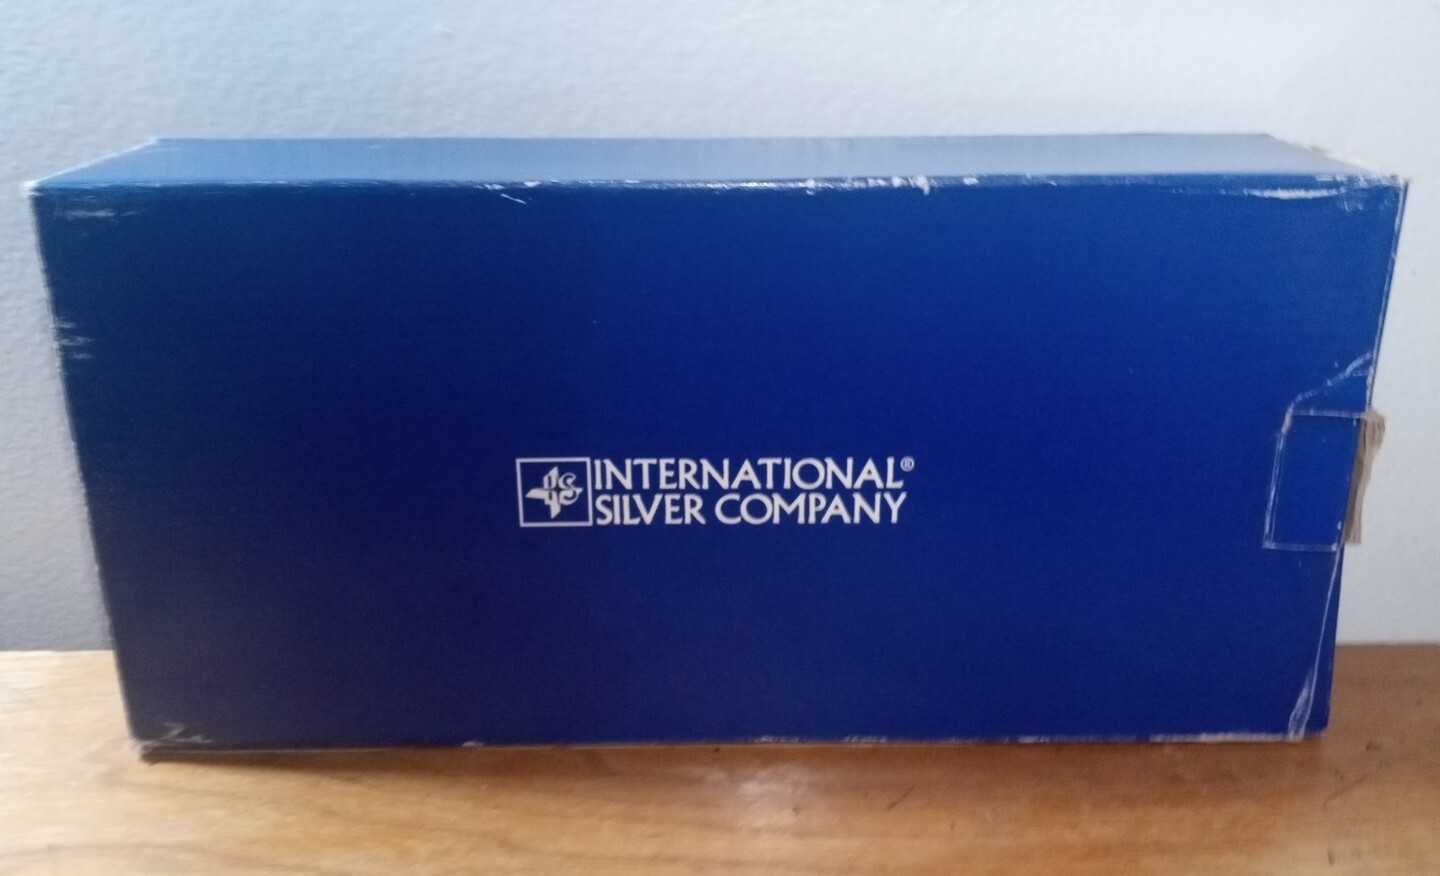 INTERNATIONAL®
SILVER COMPANY